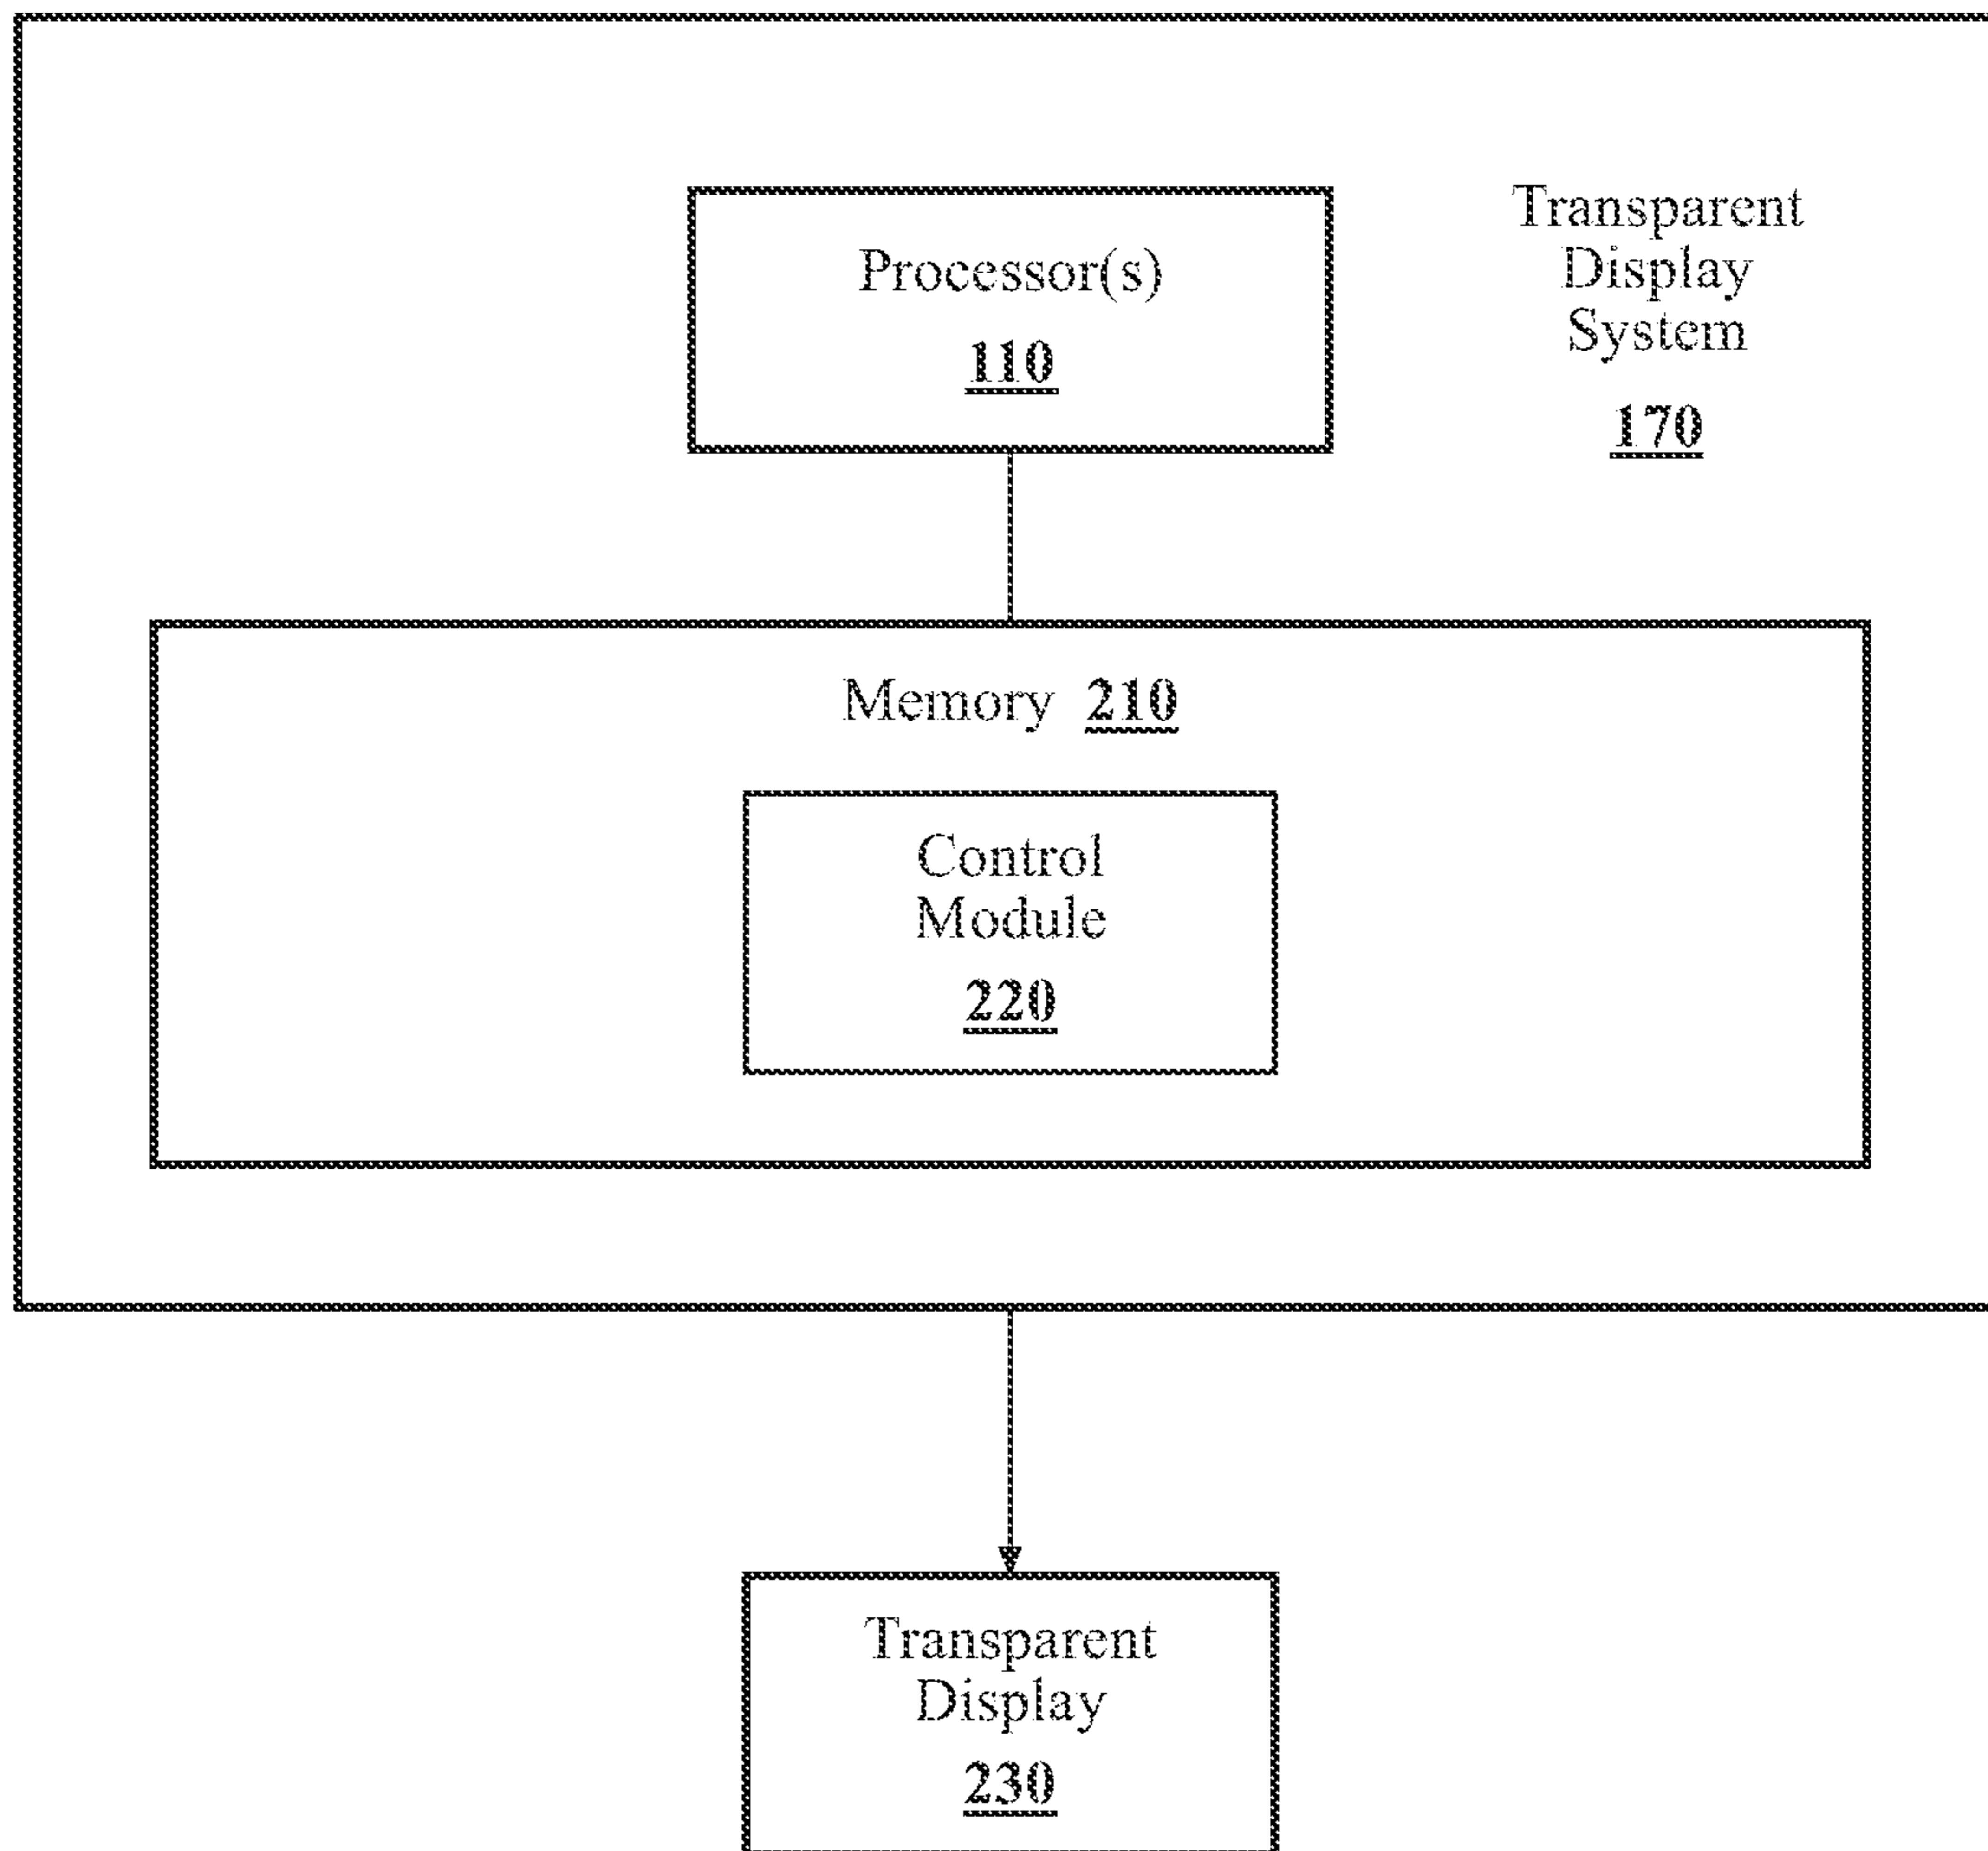 Processor(s)
110
Transparent
Display
System
170
Memory 210
Control
Module
220
Transparent
Display
230